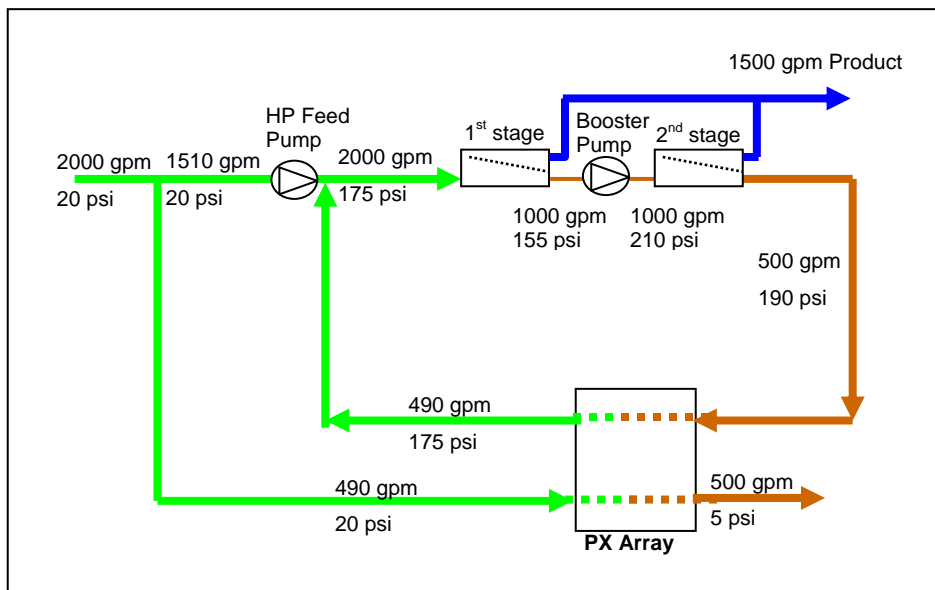 1500 gpm Product
HP Feed
Pump
1st stage
Booster
Pump
2nd stage
2000 gpm
20 psi
1510 gpm
20 psi
2000 gpm
175 psi
1000 gpm
155 psi
1000 gpm
210 psi
500 gpm
190 psi
490 gpm
175 psi
490 gpm
20 psi
500 gpm
5 psi
PX Array